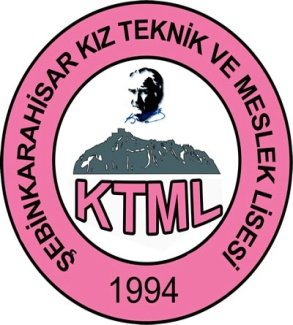 ŞEBİNKARAHİSAR KIZ TEKNİK VE MESLEK LİSESİ
KTML
1994